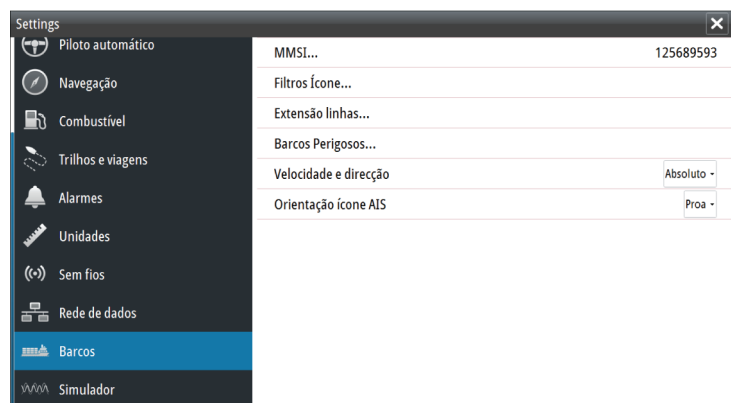 Settings
Piloto automático
Navegação
Combustível
Trilhos e viagens
Alarmes
Unidades
Sem fios
Rede de dados
Barcos
Simulador
MMSI... 125689593
Filtros Ícone...
Extensão linhas...
Barcos Perigosos...
Velocidade e direcção Absoluto
Orientação ícone AIS Proa